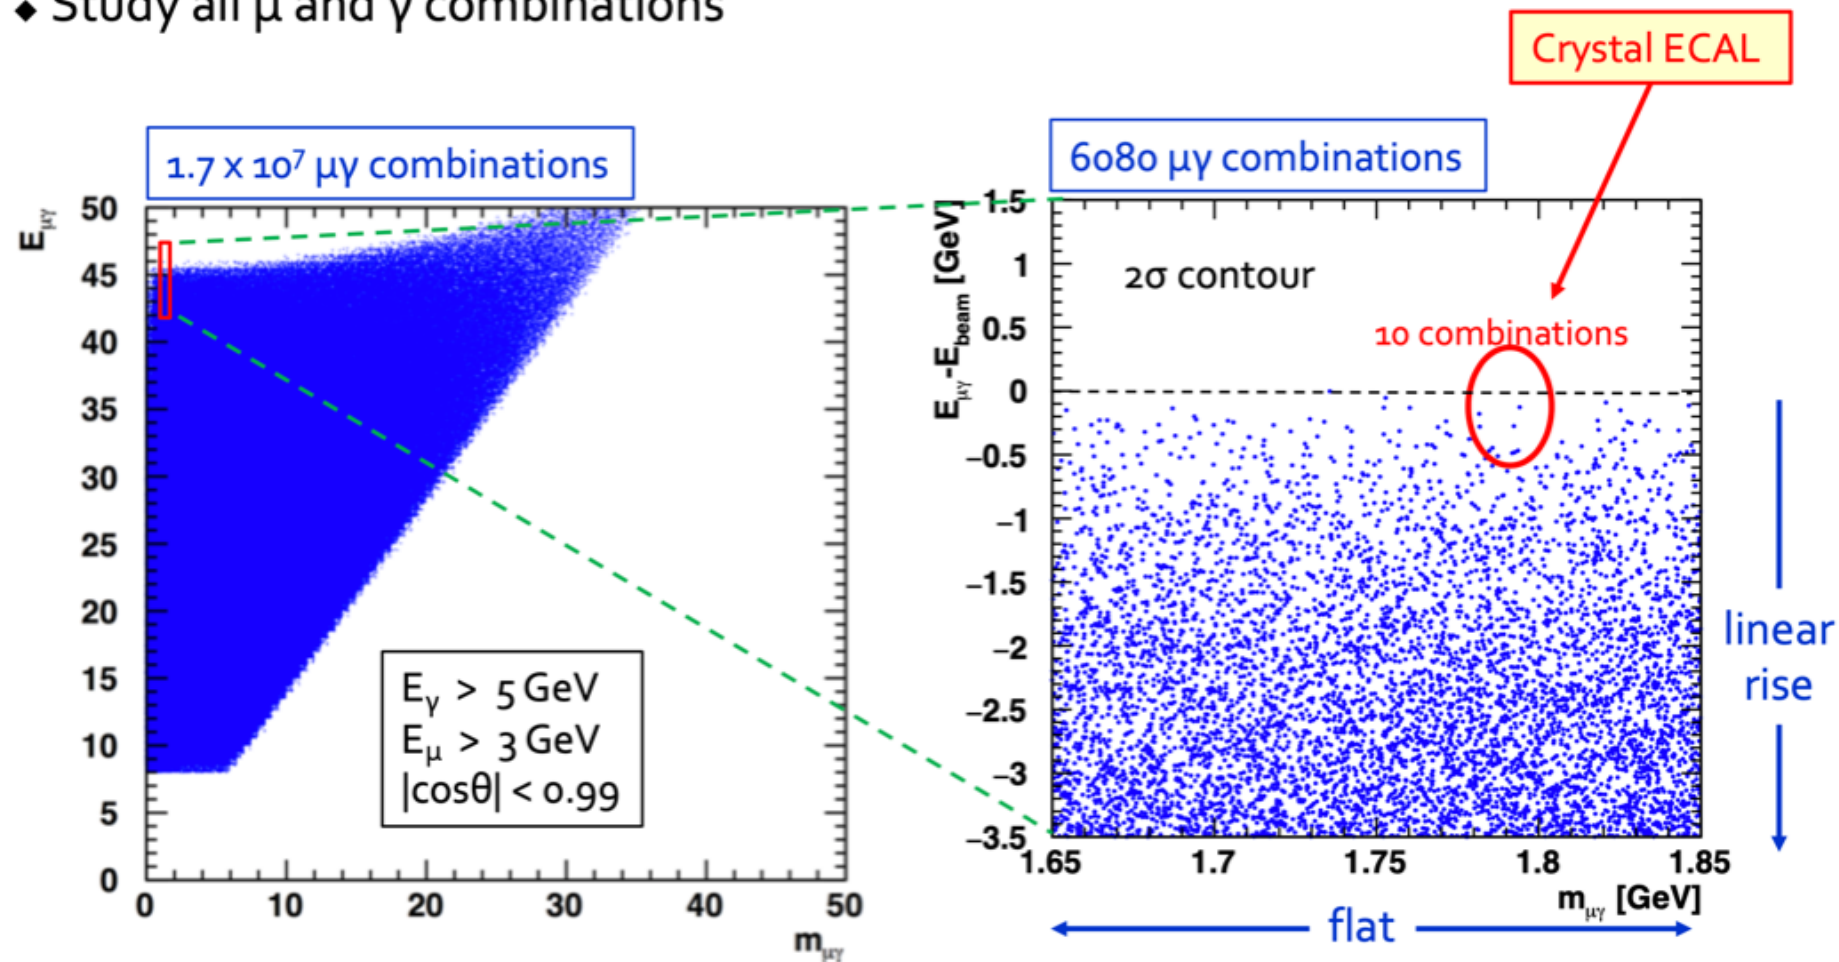 ◆ Study all μ and γ combinations
Crystal ECAL
1.7 x 10⁷ μγ combinations
6080 μγ combinations
E_μγ
50
45
40
35
30
25
20
15
10
5
0
0 10 20 30 40 50
m_μγ
E_γ > 5 GeV
E_μ > 3 GeV
|cosθ| < 0.99
E_μγ-E_beam [GeV]
1.5
1
0.5
0
−0.5
−1
−1.5
−2
−2.5
−3
−3.5
1.65 1.7 1.75 1.8 1.85
m_μγ [GeV]
2σ contour
10 combinations
linear
rise
flat